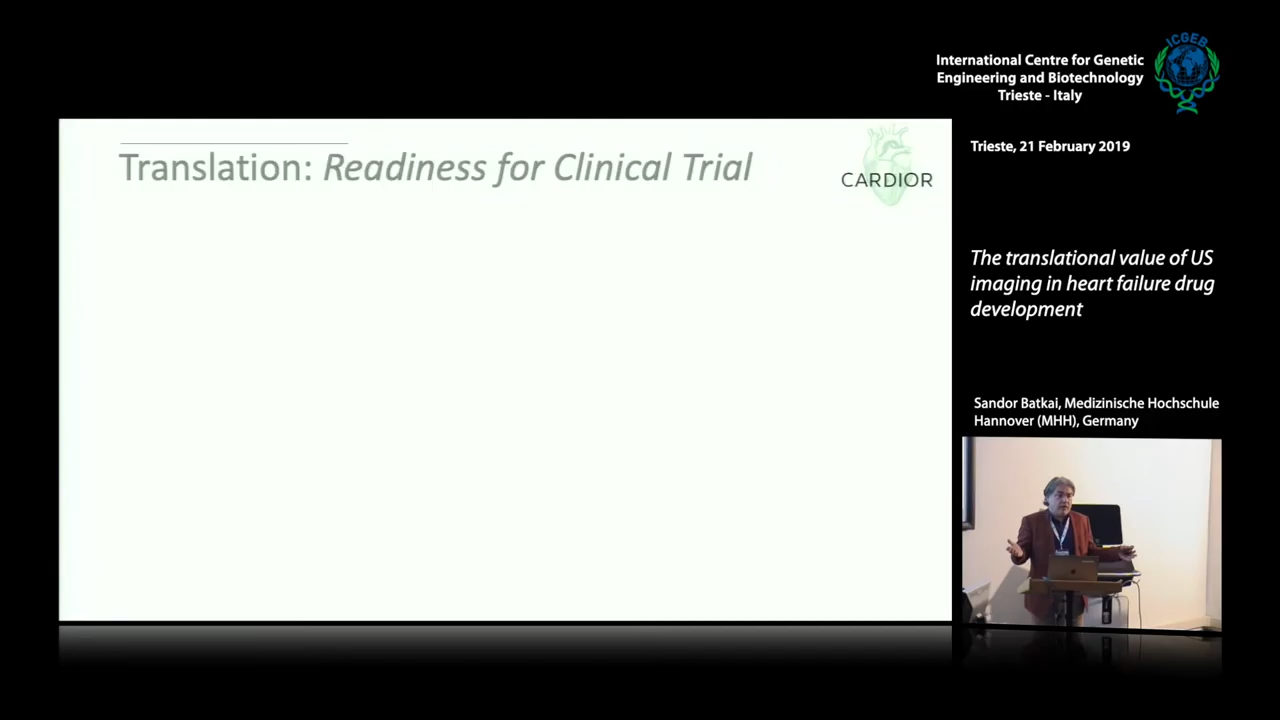 ICGEB
International Centre for Genetic
Engineering and Biotechnology
Trieste - Italy
Trieste, 21 February 2019
Translation: Readiness for Clinical Trial
CARDIOR
The translational value of US
imaging in heart failure drug
development
Sandor Batkai, Medizinische Hochschule
Hannover (MHH), Germany